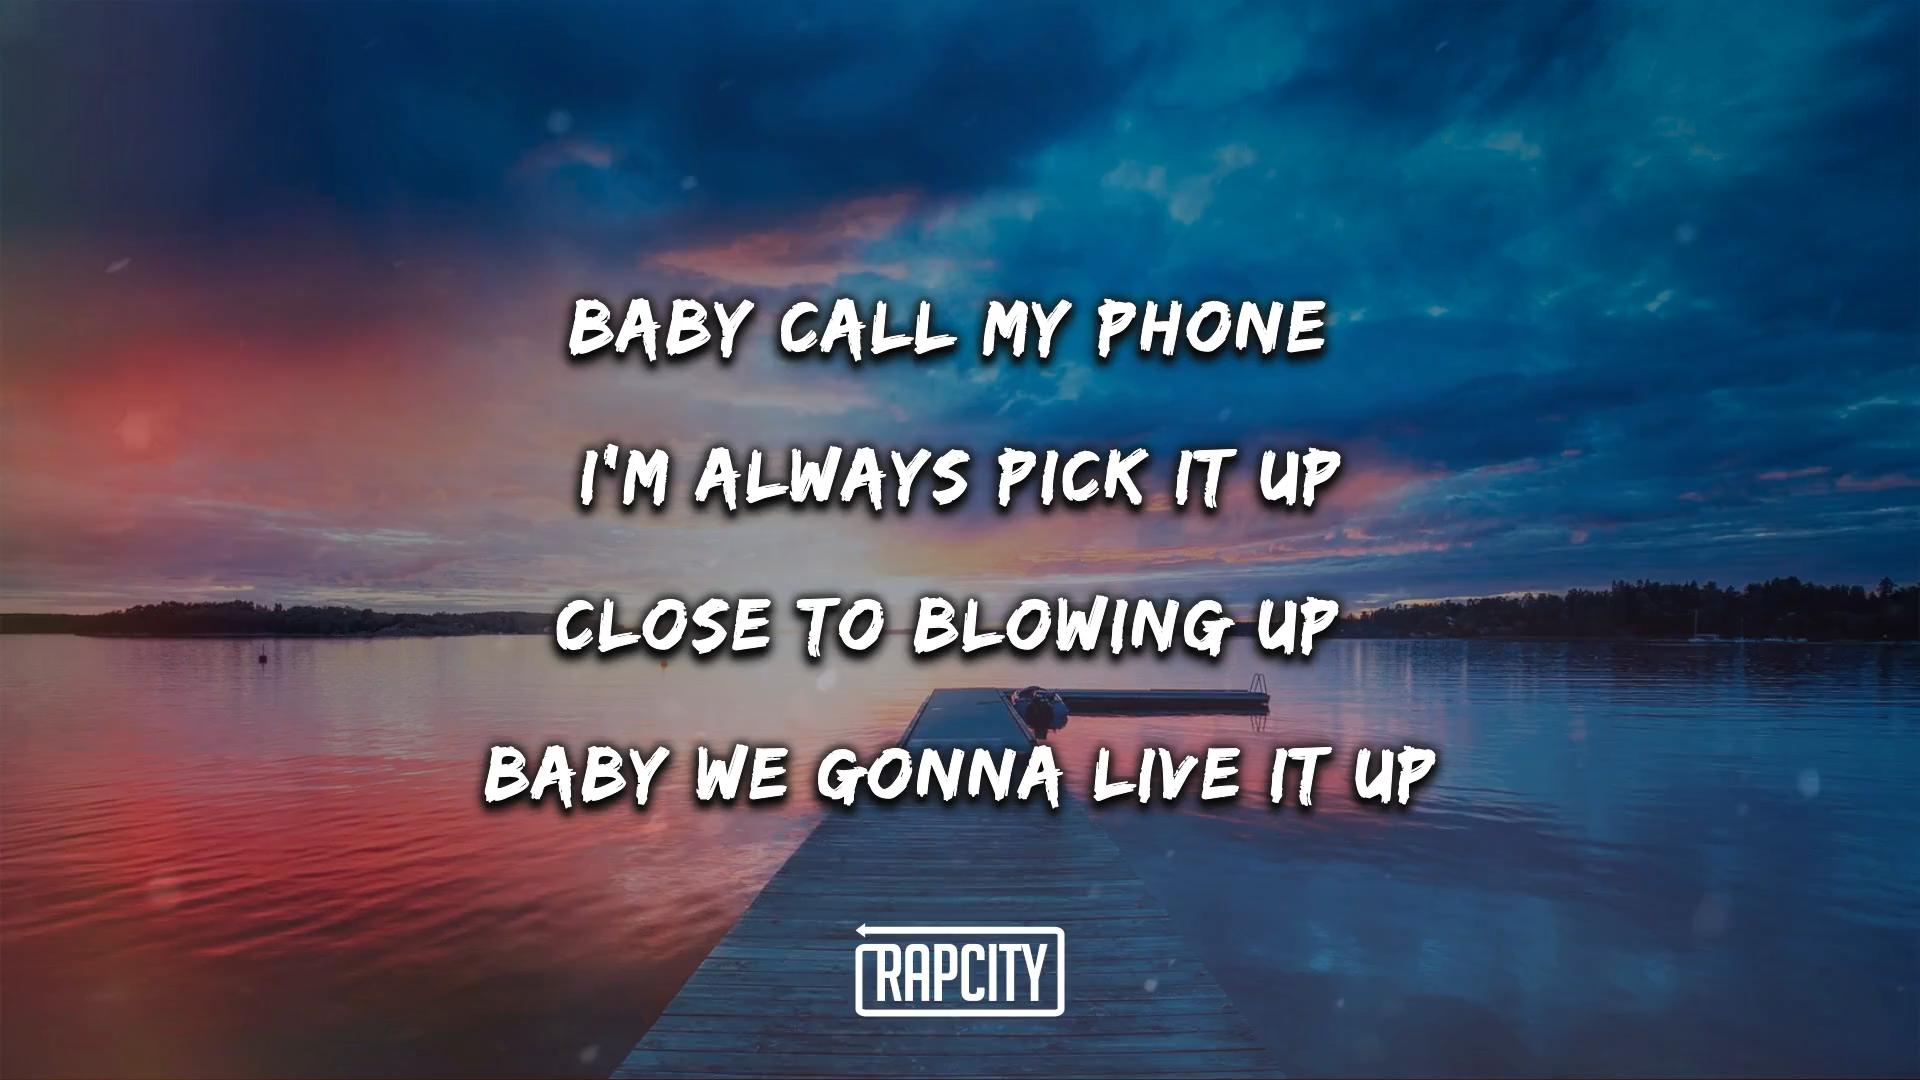 BABY CALL MY PHONE
I'M ALWAYS PICK IT UP
CLOSE TO BLOWING UP
BABY WE GONNA LIVE IT UP
RAPCITY